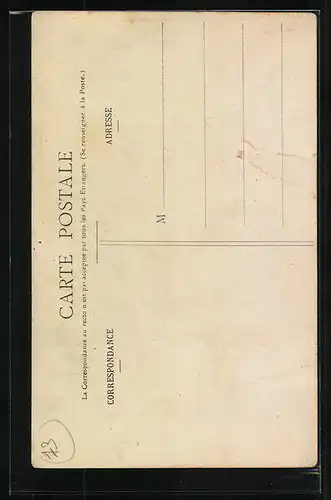 CARTE POSTALE
La Correspondance au recto n'est pas acceptée par tous les Pays Etrangers. (Se renseigner à la Poste.)
CORRESPONDANCE
ADRESSE
M